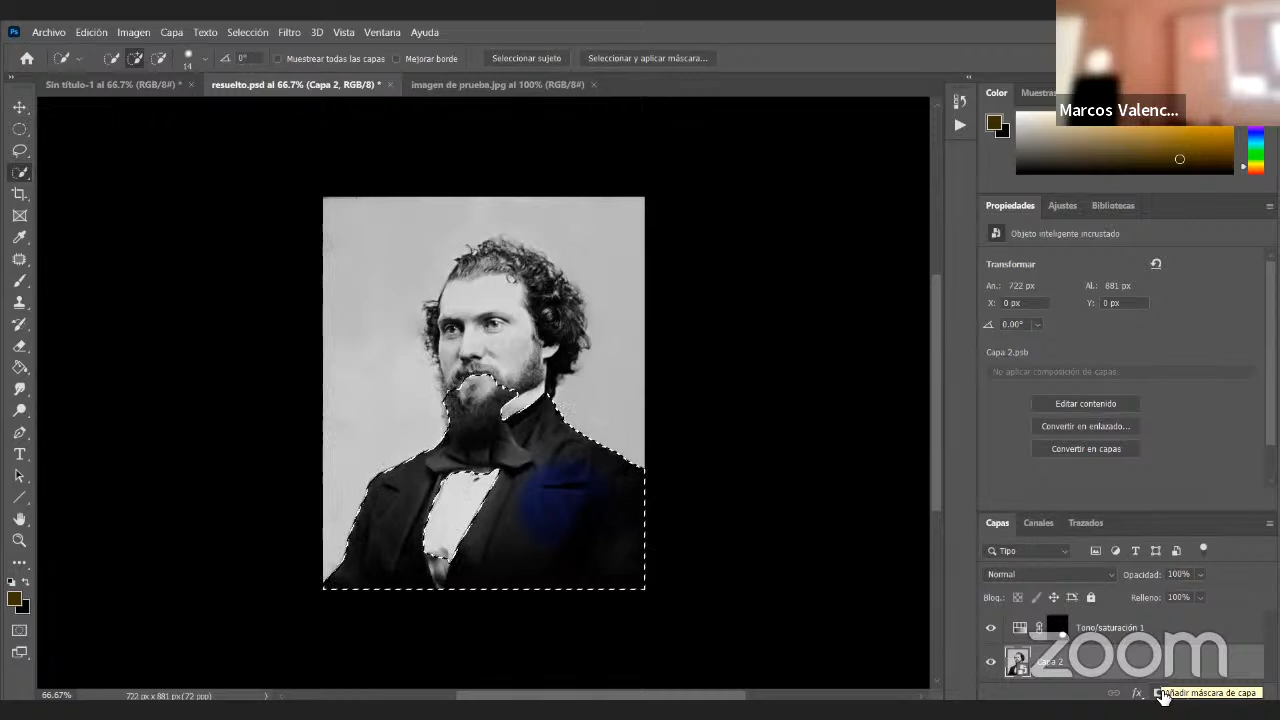 Ps Archivo Edición Imagen Capa Texto Selección Filtro 3D Vista Ventana Ayuda
14 0° Muestrear todas las capas Mejorar borde Seleccionar sujeto Seleccionar y aplicar máscara...
Sin título-1 al 66.7% (RGB/8#) * × resuelto.psd al 66.7% (Capa 2, RGB/8) * × imagen de prueba.jpg al 100% (RGB/8#) ×
Color Muestras
Marcos Valenc...
Propiedades Ajustes Bibliotecas
Objeto inteligente incrustado
Transformar
An.: 722 px Al.: 881 px
X: 0 px Y: 0 px
0.00°
Capa 2.psb
No aplicar composición de capas
Editar contenido
Convertir en enlazado...
Convertir en capas
Capas Canales Trazados
Tipo
Normal Opacidad: 100%
Bloq.: Relleno: 100%
Tono/saturación 1
Capa 2
zoom
fx Añadir máscara de capa
66.67% 722 px x 881 px (72 ppp)